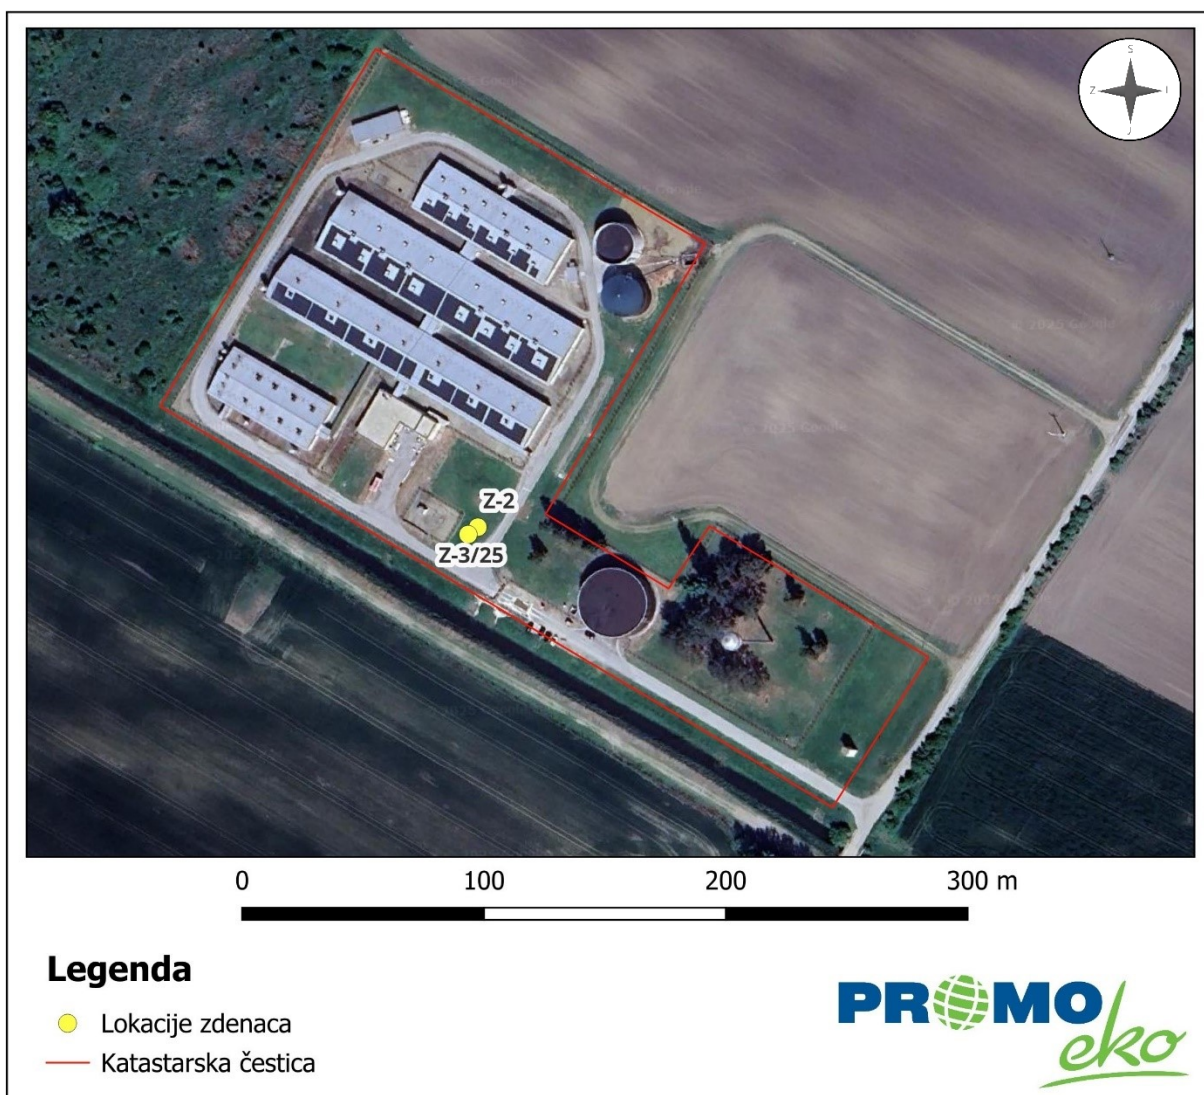 S
Z
I
J
Z-2
Z-3/25
0 100 200 300 m
Legenda
Lokacije zdenaca
Katastarska čestica
PROMO
eko